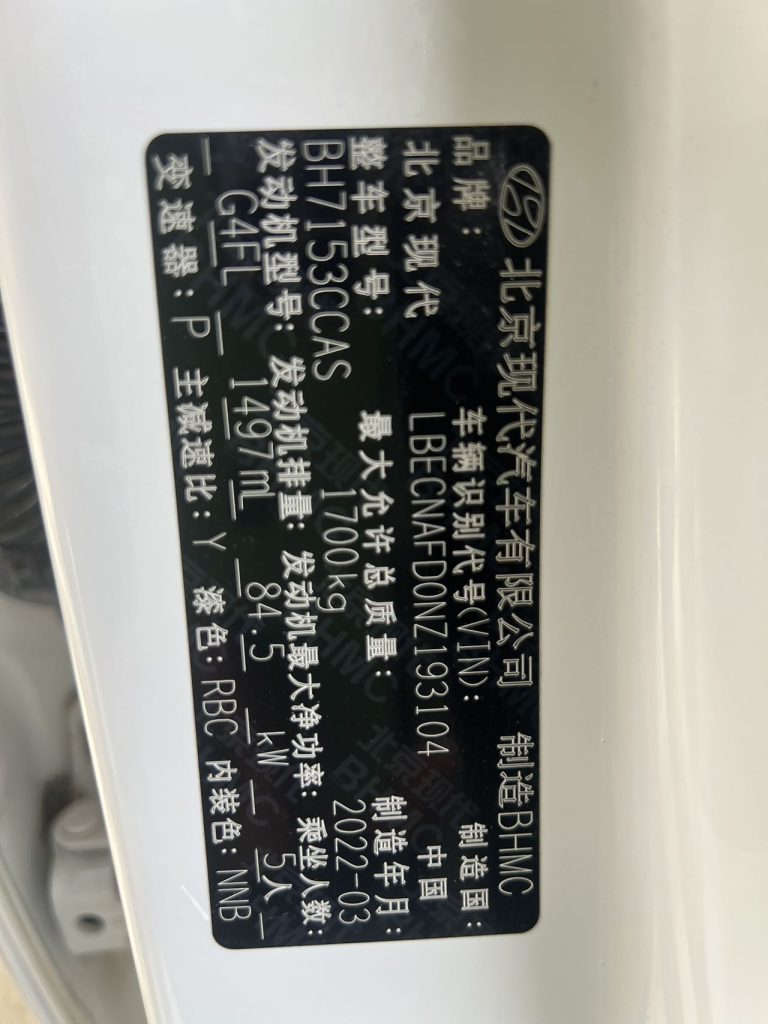 北京现代汽车有限公司 制造BHMC
品牌: 车辆识别代号(VIN): 制造国:
北京现代 LBECNAFD0NZ193104 中国
整车型号: 最大允许总质量: 制造年月:
BH7153CCAS 1700kg 2022-03
发动机型号: 发动机排量: 发动机最大净功率: 乘坐人数:
G4FL 1497mL 84.5 kW 5人
变速器: P 主减速比: Y 漆色: RBC 内装色: NNB